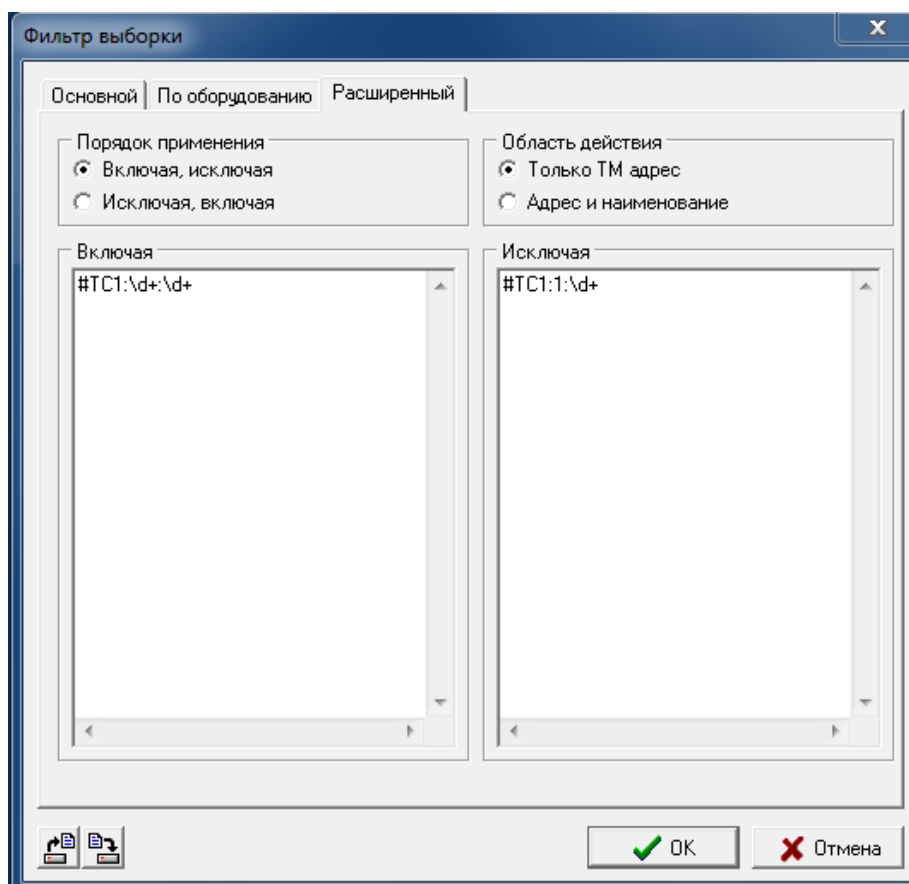 Фильтр выборки
Основной По оборудованию Расширенный
Порядок применения
Включая, исключая
Исключая, включая
Область действия
Только ТМ адрес
Адрес и наименование
Включая
#TC1:\d+:\d+
Исключая
#TC1:1:\d+
OK
Отмена